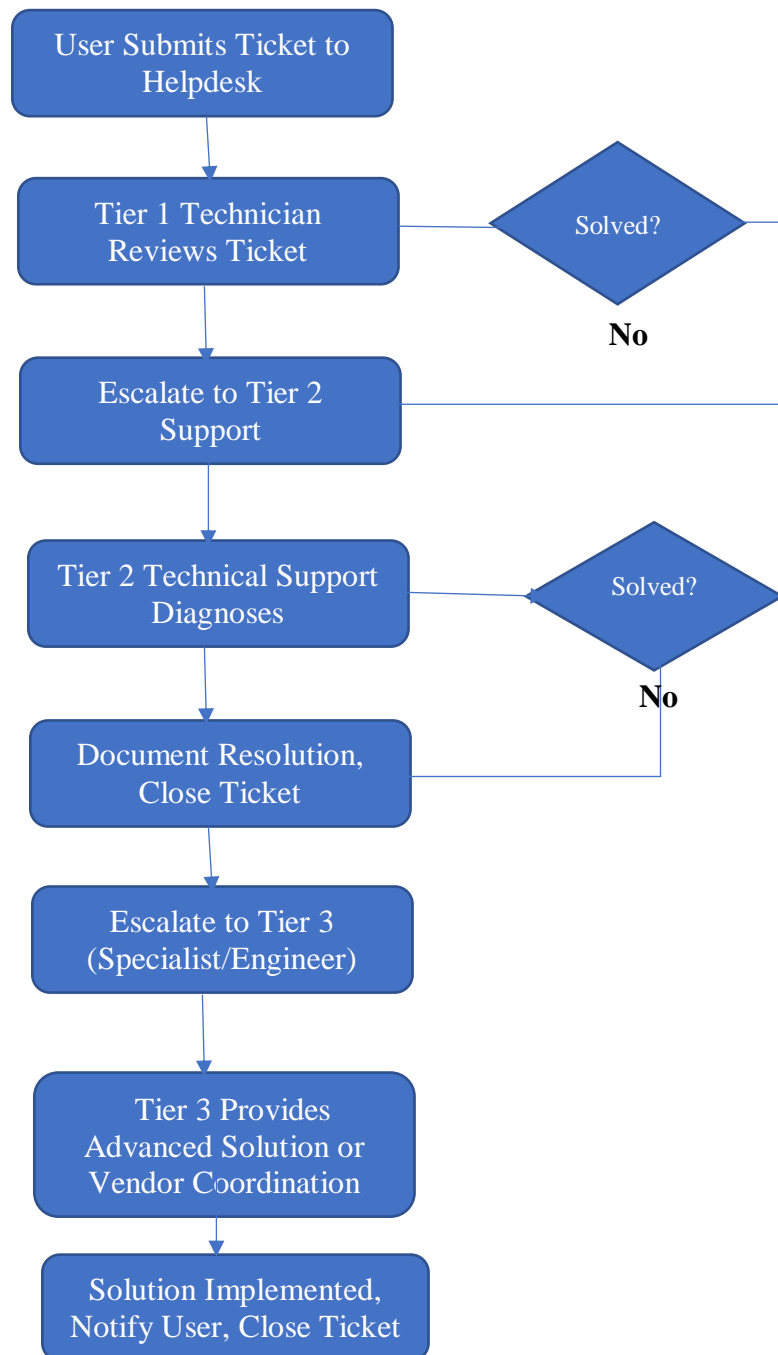 User Submits Ticket to
Helpdesk
Tier 1 Technician
Reviews Ticket
Solved?
No
Escalate to Tier 2
Support
Tier 2 Technical Support
Diagnoses
Solved?
No
Document Resolution,
Close Ticket
Escalate to Tier 3
(Specialist/Engineer)
Tier 3 Provides
Advanced Solution or
Vendor Coordination
Solution Implemented,
Notify User, Close Ticket